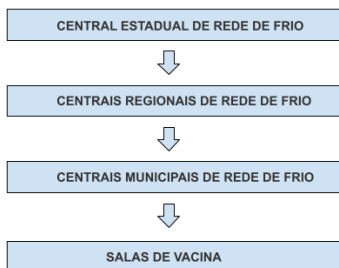 CENTRAL ESTADUAL DE REDE DE FRIO
CENTRAIS REGIONAIS DE REDE DE FRIO
CENTRAIS MUNICIPAIS DE REDE DE FRIO
SALAS DE VACINA